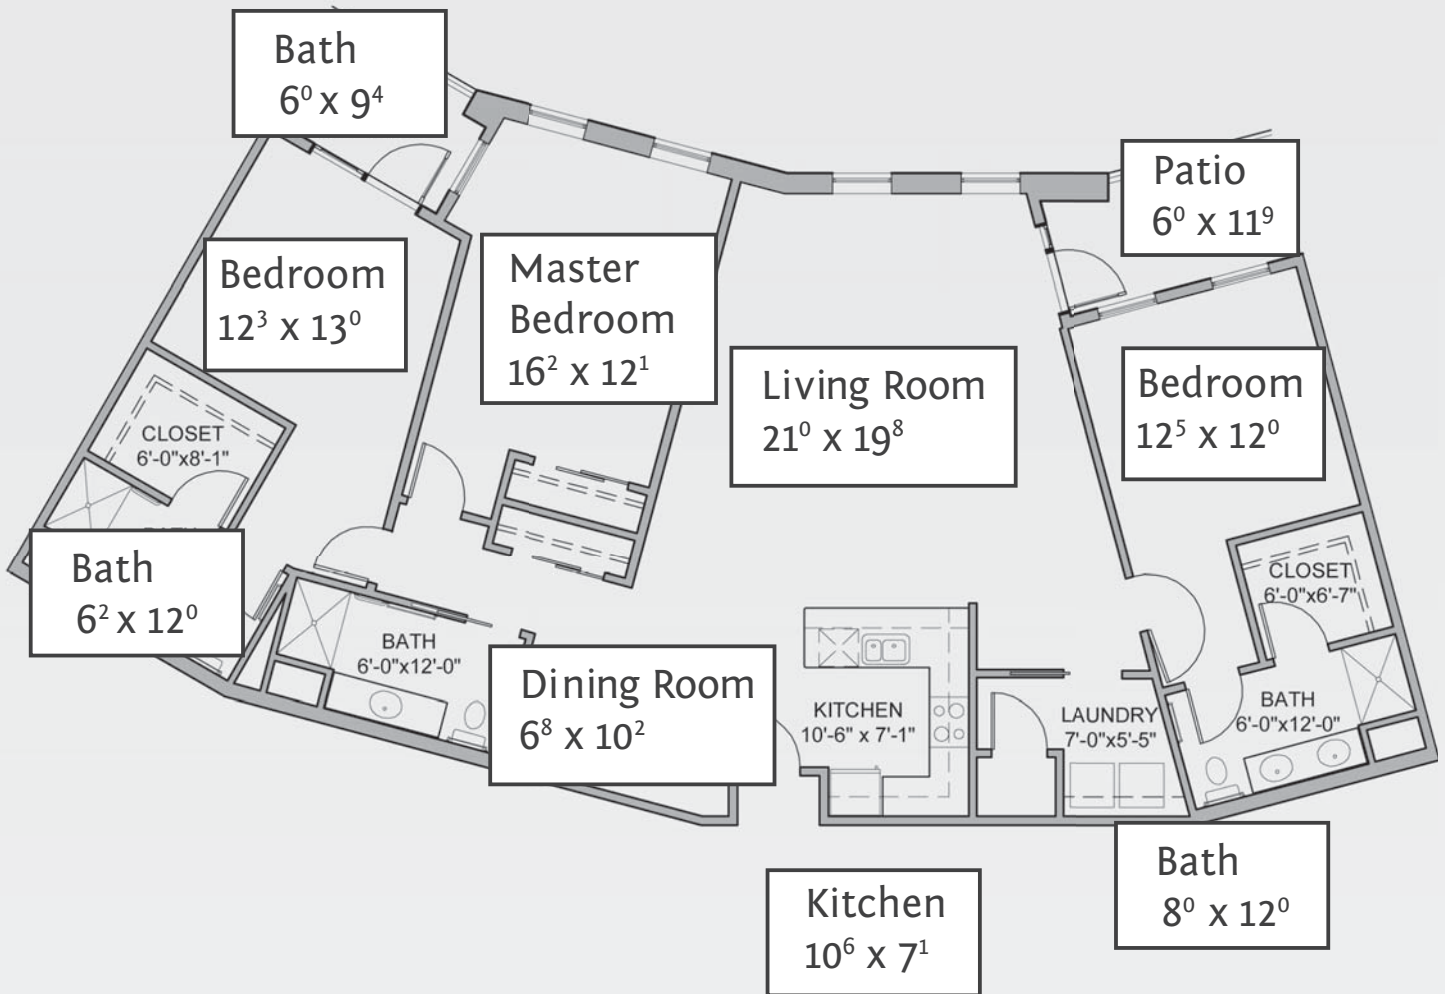 Bath
6⁰ x 9⁴
Patio
6⁰ x 11⁹
Bedroom
12³ x 13⁰
Master
Bedroom
16² x 12¹
Living Room
21⁰ x 19⁸
Bedroom
12⁵ x 12⁰
CLOSET
6'-0"x8'-1"
Bath
6² x 12⁰
CLOSET
6'-0"x6'-7"
BATH
6'-0"x12'-0"
Dining Room
6⁸ x 10²
KITCHEN
10'-6" x 7'-1"
LAUNDRY
7'-0"x5'-5"
BATH
6'-0"x12'-0"
Bath
8⁰ x 12⁰
Kitchen
10⁶ x 7¹